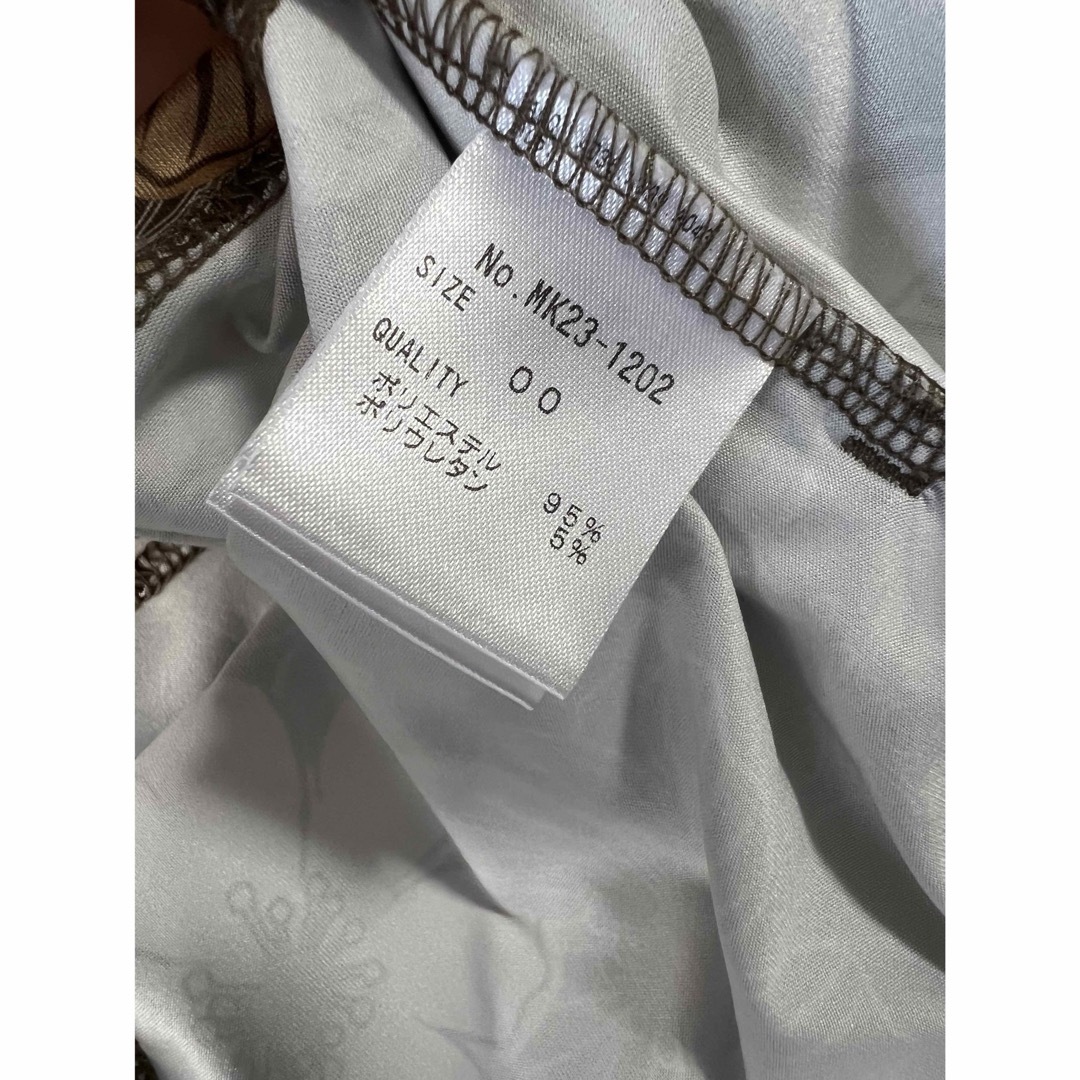 No.MK23-1202
SIZE 00
QUALITY
ポリエステル 95%
ポリウレタン 5%